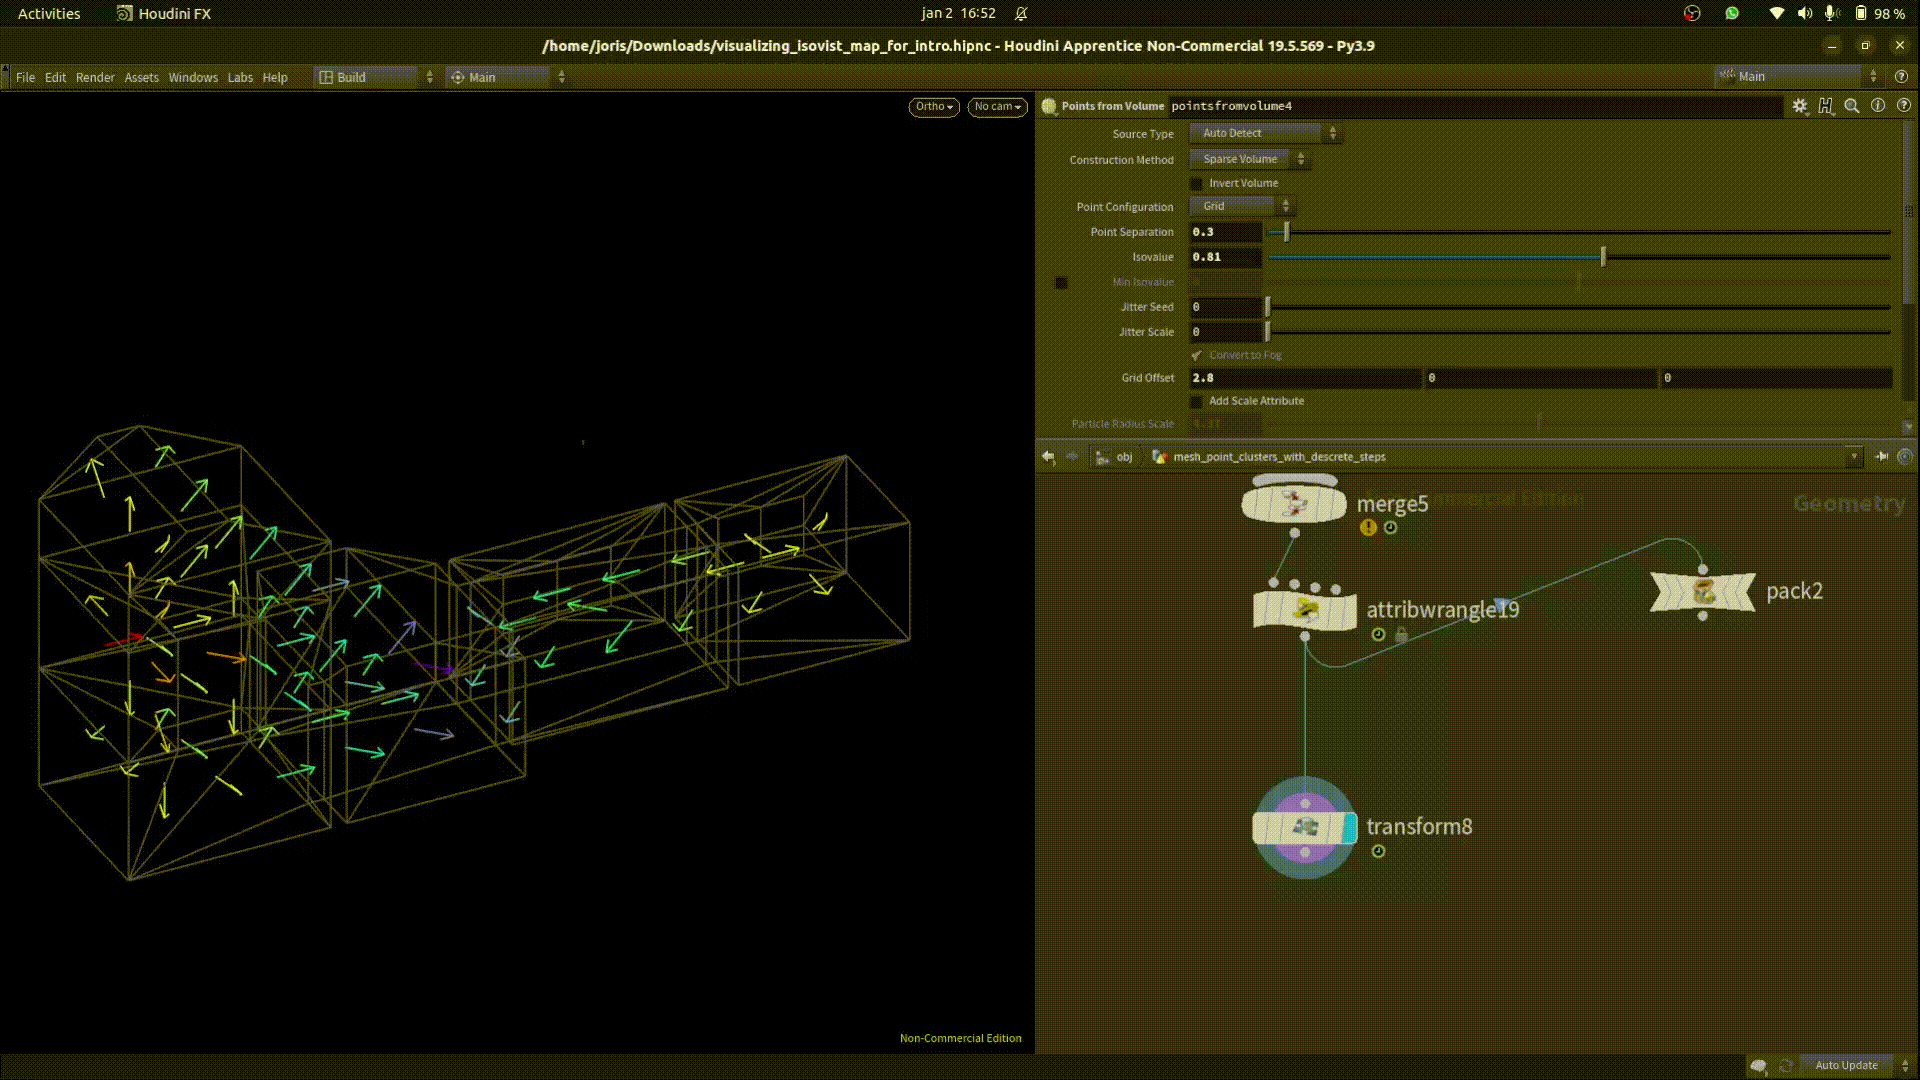 Activities Houdini FX jan 2 16:52 98 %
/home/joris/Downloads/visualizing_isovist_map_for_intro.hipnc - Houdini Apprentice Non-Commercial 19.5.569 - Py3.9
File Edit Render Assets Windows Labs Help Build Main Main
Ortho No cam
Points from Volume pointsfromvolume4
Source Type Auto Detect
Construction Method Sparse Volume
Invert Volume
Point Configuration Grid
Point Separation 0.3
Isovalue 0.81
Min Isovalue
Jitter Seed 0
Jitter Scale 0
Convert to Fog
Grid Offset 2.8 0 0
Add Scale Attribute
Particle Radius Scale
obj mesh_point_clusters_with_descrete_steps
merge5
Edition
Geometry
attribwrangle19
pack2
transform8
Non-Commercial Edition
Auto Update